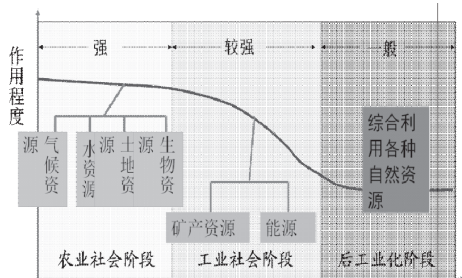 作用程度
强
较强
一般
气候资源
水资源
土地资源
生物资源
综合利
用各种
自然资
源
矿产资源
能源
农业社会阶段
工业社会阶段
后工业化阶段